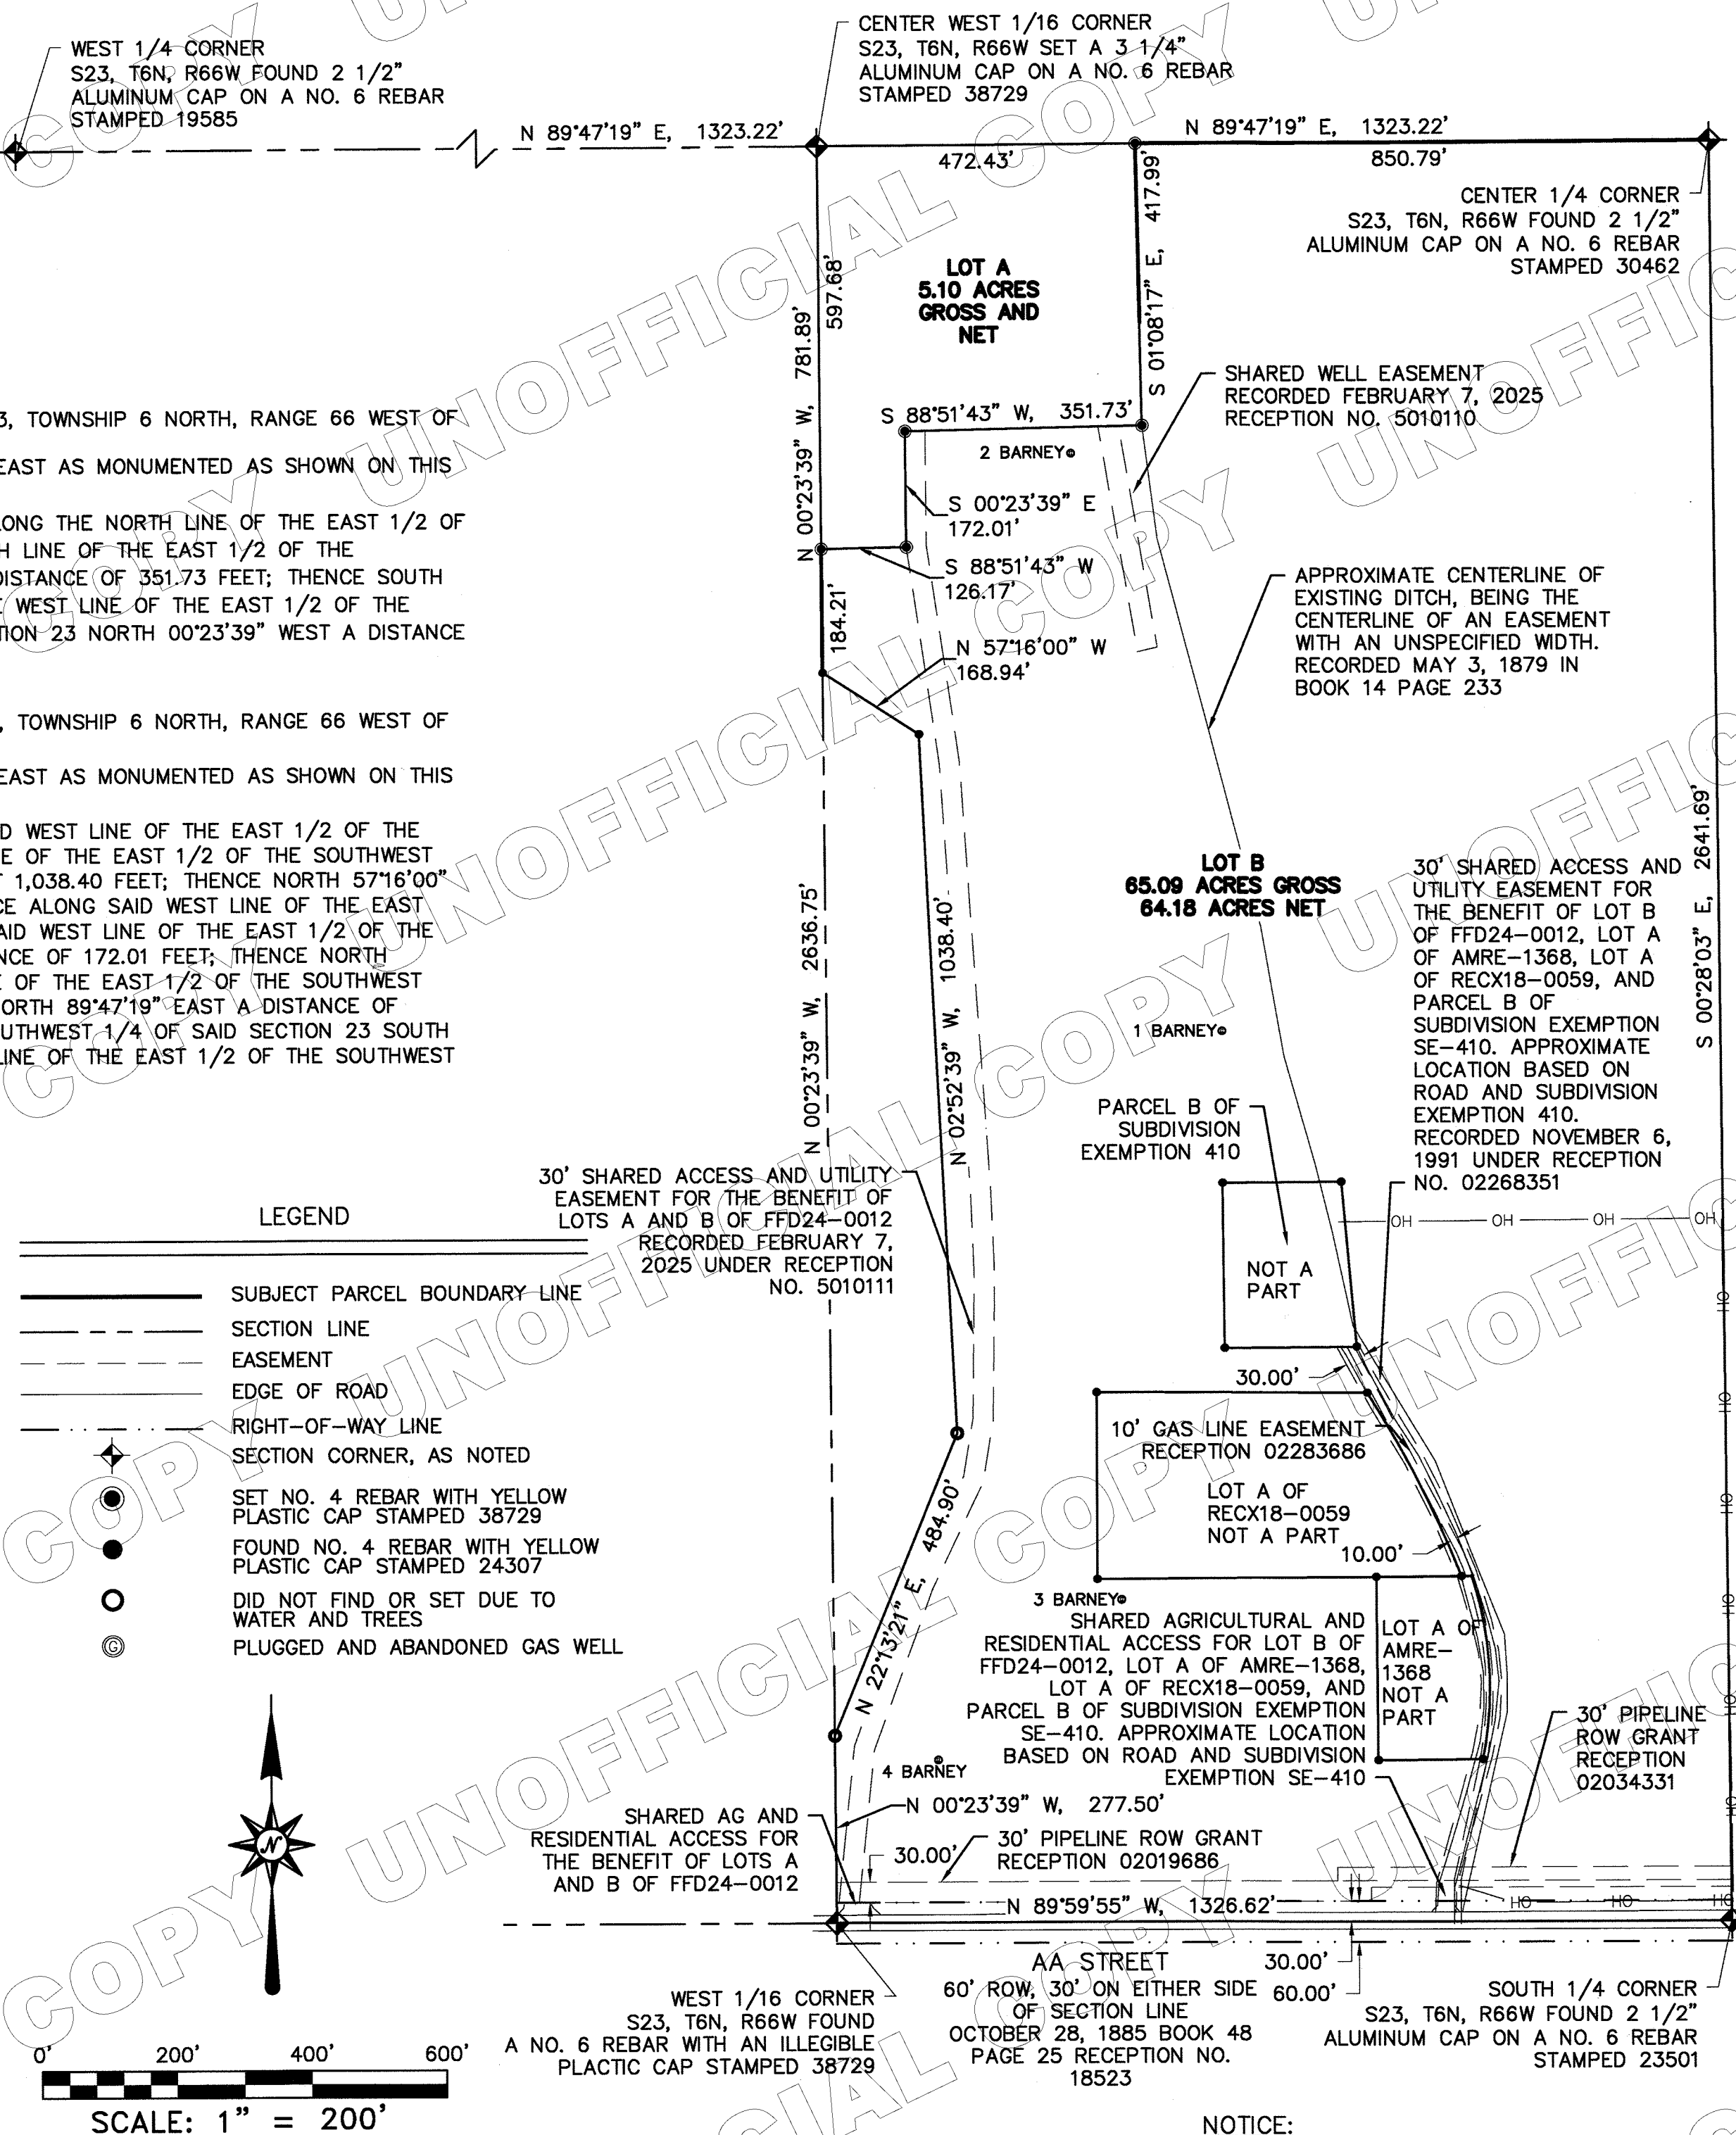 WEST 1/4 CORNER
S23, T6N, R66W FOUND 2 1/2"
ALUMINUM CAP ON A NO. 6 REBAR
STAMPED 19585
CENTER WEST 1/16 CORNER
S23, T6N, R66W SET A 3 1/4"
ALUMINUM CAP ON A NO. 6 REBAR
STAMPED 38729
N 89°47'19" E, 1323.22'
N 89°47'19" E, 1323.22'
472.43'
850.79'
CENTER 1/4 CORNER
S23, T6N, R66W FOUND 2 1/2"
ALUMINUM CAP ON A NO. 6 REBAR
STAMPED 30462
S 01°08'17" E, 417.99'
597.68'
N 00°23'39" W, 781.89'
LOT A
5.10 ACRES
GROSS AND
NET
SHARED WELL EASEMENT
RECORDED FEBRUARY 7, 2025
RECEPTION NO. 5010110
S 88°51'43" W, 351.73'
2 BARNEY
S 00°23'39" E
172.01'
S 88°51'43" W
126.17'
184.21'
N 57°16'00" W
168.94'
3, TOWNSHIP 6 NORTH, RANGE 66 WEST OF
EAST AS MONUMENTED AS SHOWN ON THIS
LONG THE NORTH LINE OF THE EAST 1/2 OF
H LINE OF THE EAST 1/2 OF THE
DISTANCE OF 351.73 FEET; THENCE SOUTH
E WEST LINE OF THE EAST 1/2 OF THE
TION 23 NORTH 00°23'39" WEST A DISTANCE
, TOWNSHIP 6 NORTH, RANGE 66 WEST OF
EAST AS MONUMENTED AS SHOWN ON THIS
D WEST LINE OF THE EAST 1/2 OF THE
E OF THE EAST 1/2 OF THE SOUTHWEST
T 1,038.40 FEET; THENCE NORTH 57°16'00"
CE ALONG SAID WEST LINE OF THE EAST
AID WEST LINE OF THE EAST 1/2 OF THE
NCE OF 172.01 FEET; THENCE NORTH
E OF THE EAST 1/2 OF THE SOUTHWEST
ORTH 89°47'19" EAST A DISTANCE OF
OUTHWEST 1/4 OF SAID SECTION 23 SOUTH
LINE OF THE EAST 1/2 OF THE SOUTHWEST
APPROXIMATE CENTERLINE OF
EXISTING DITCH, BEING THE
CENTERLINE OF AN EASEMENT
WITH AN UNSPECIFIED WIDTH.
RECORDED MAY 3, 1879 IN
BOOK 14 PAGE 233
LOT B
65.09 ACRES GROSS
64.18 ACRES NET
30' SHARED ACCESS AND
UTILITY EASEMENT FOR
THE BENEFIT OF LOT B
OF FFD24-0012, LOT A
OF AMRE-1368, LOT A
OF RECX18-0059, AND
PARCEL B OF
SUBDIVISION EXEMPTION
SE-410. APPROXIMATE
LOCATION BASED ON
ROAD AND SUBDIVISION
EXEMPTION 410.
RECORDED NOVEMBER 6,
1991 UNDER RECEPTION
NO. 02268351
S 00°28'03" E, 2641.69'
N 00°23'39" W, 2636.75'
N 02°52'39" W, 1038.40'
1 BARNEY
PARCEL B OF
SUBDIVISION
EXEMPTION 410
NOT A
PART
OH OH OH OH
OH
OH
OH
OH
OH
OH
30' SHARED ACCESS AND UTILITY
EASEMENT FOR THE BENEFIT OF
LOTS A AND B OF FFD24-0012
RECORDED FEBRUARY 7,
2025 UNDER RECEPTION
NO. 5010111
LEGEND
SUBJECT PARCEL BOUNDARY LINE
SECTION LINE
EASEMENT
EDGE OF ROAD
RIGHT-OF-WAY LINE
SECTION CORNER, AS NOTED
SET NO. 4 REBAR WITH YELLOW
PLASTIC CAP STAMPED 38729
FOUND NO. 4 REBAR WITH YELLOW
PLASTIC CAP STAMPED 24307
DID NOT FIND OR SET DUE TO
WATER AND TREES
G
PLUGGED AND ABANDONED GAS WELL
30.00'
10' GAS LINE EASEMENT
RECEPTION 02283686
LOT A OF
RECX18-0059
NOT A PART
10.00'
N 22°13'21" E, 484.90'
3 BARNEY
SHARED AGRICULTURAL AND
RESIDENTIAL ACCESS FOR LOT B OF
FFD24-0012, LOT A OF AMRE-1368,
LOT A OF RECX18-0059, AND
PARCEL B OF SUBDIVISION EXEMPTION
SE-410. APPROXIMATE LOCATION
BASED ON ROAD AND SUBDIVISION
EXEMPTION SE-410
LOT A OF
AMRE-
1368
NOT A
PART
30' PIPELINE
ROW GRANT
RECEPTION
02034331
4 BARNEY
N 00°23'39" W, 277.50'
SHARED AG AND
RESIDENTIAL ACCESS FOR
THE BENEFIT OF LOTS A
AND B OF FFD24-0012
30.00'
30' PIPELINE ROW GRANT
RECEPTION 02019686
N 89°59'55" W, 1326.62'
OH OH OH
N
AA STREET
60' ROW, 30' ON EITHER SIDE
OF SECTION LINE
OCTOBER 28, 1885 BOOK 48
PAGE 25 RECEPTION NO.
18523
30.00'
60.00'
WEST 1/16 CORNER
S23, T6N, R66W FOUND
A NO. 6 REBAR WITH AN ILLEGIBLE
PLACTIC CAP STAMPED 38729
SOUTH 1/4 CORNER
S23, T6N, R66W FOUND 2 1/2"
ALUMINUM CAP ON A NO. 6 REBAR
STAMPED 23501
0' 200' 400' 600'
SCALE: 1" = 200'
NOTICE:
UNOFFICIAL COPY
UNOFFICIAL COPY
UNOFFICIAL COPY
UNOFFICIAL COPY